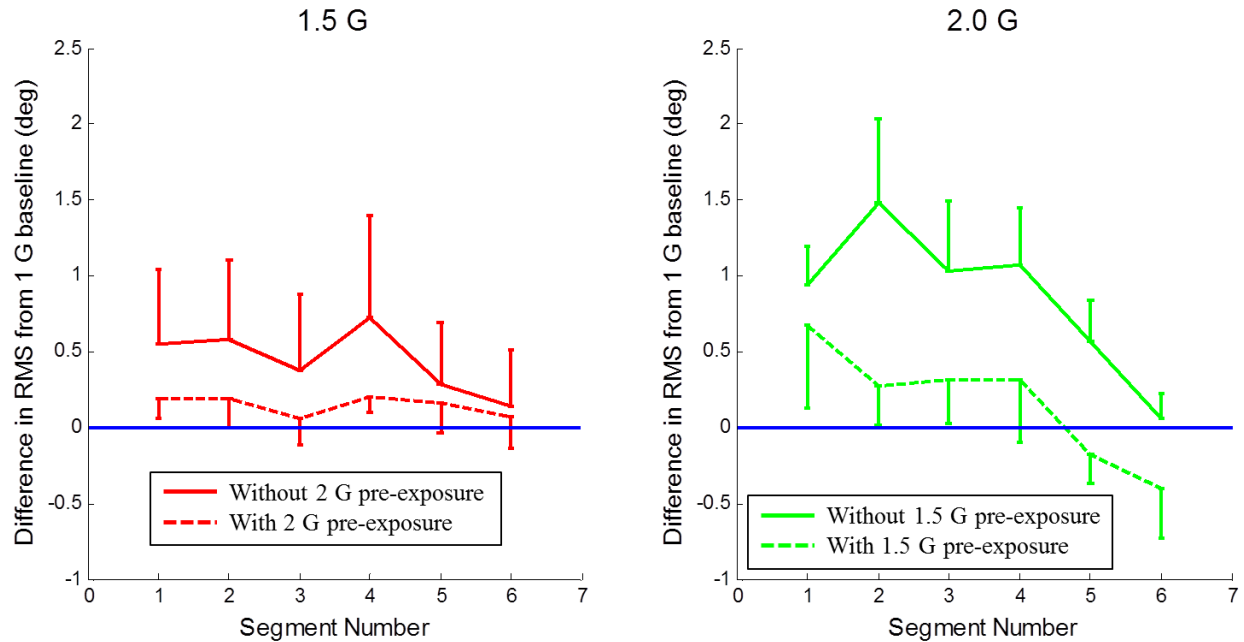 1.5 G
Difference in RMS from 1 G baseline (deg)
2.5
2
1.5
1
0.5
0
-0.5
-1
Without 2 G pre-exposure
With 2 G pre-exposure
0 1 2 3 4 5 6 7
Segment Number
2.0 G
Difference in RMS from 1 G baseline (deg)
2.5
2
1.5
1
0.5
0
-0.5
-1
Without 1.5 G pre-exposure
With 1.5 G pre-exposure
0 1 2 3 4 5 6 7
Segment Number